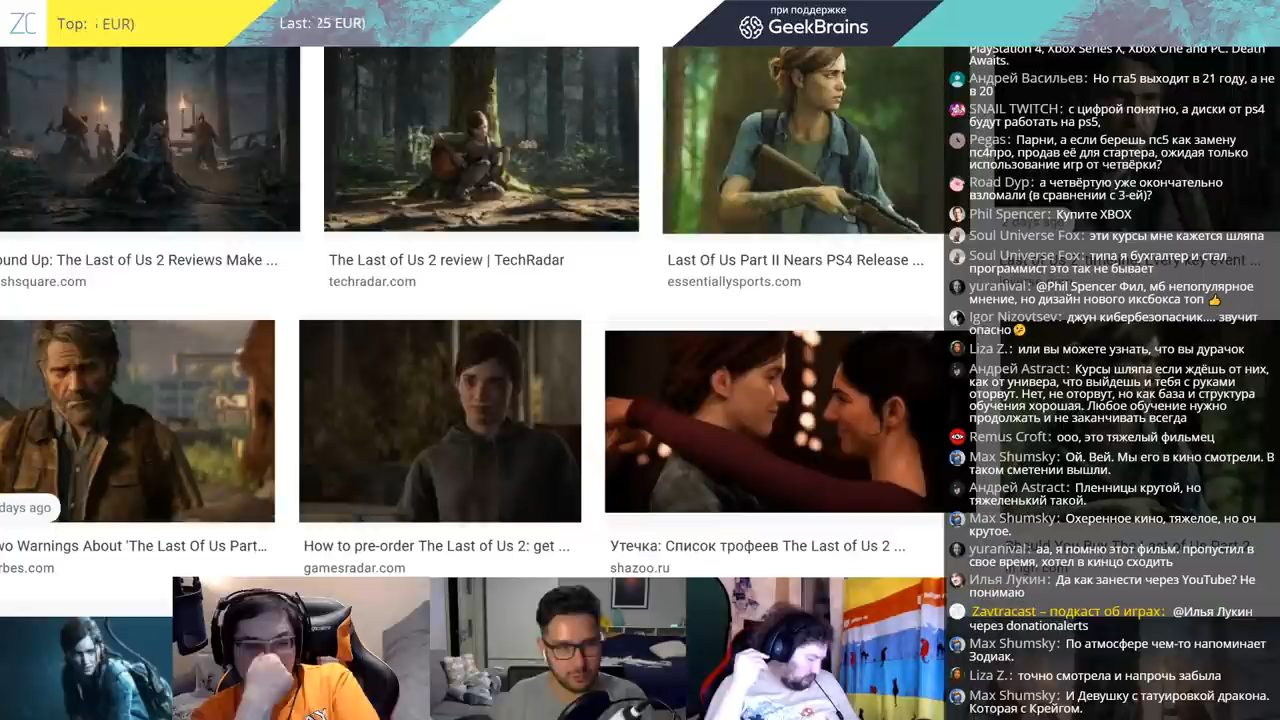 ZC
Top: ; EUR)
Last: 25 EUR)
при поддержке
GeekBrains
ound Up: The Last of Us 2 Reviews Make ...
shsquare.com
The Last of Us 2 review | TechRadar
techradar.com
Last Of Us Part II Nears PS4 Release ...
essentiallysports.com
days ago
wo Warnings About 'The Last Of Us Part...
rbes.com
How to pre-order The Last of Us 2: get ...
gamesradar.com
Утечка: Список трофеев The Last of Us 2 ...
shazoo.ru
PlayStation 4, Xbox Series X, Xbox One and PC. Death
Awaits.
Андрей Васильев: Но гта5 выходит в 21 году, а не
в 20
SNAIL TWITCH: с цифрой понятно, а диски от ps4
будут работать на ps5,
Pegas: Парни, а если берешь пс5 как замену
пс4про, продав её для стартера, ожидая только
использование игр от четвёрки?
Road Dyp: а четвёртую уже окончательно
взломали (в сравнении с 3-ей)?
Phil Spencer: Купите XBOX
Soul Universe Fox: эти курсы мне кажется шляпа
Soul Universe Fox: типа я бухгалтер и стал
программист это так не бывает
yuranival: @Phil Spencer Фил, мб непопулярное
мнение, но дизайн нового иксбокса топ 👍
Igor Nizovtsev: джун кибербезопасник.... звучит
опасно😕
Liza Z.: или вы можете узнать, что вы дурачок
Андрей Astract: Курсы шляпа если ждёшь от них,
как от универа, что выйдешь и тебя с руками
оторвут. Нет, не оторвут, но как база и структура
обучения хорошая. Любое обучение нужно
продолжать и не заканчивать всегда
Remus Croft: ооо, это тяжелый фильмец
Max Shumsky: Ой. Вей. Мы его в кино смотрели. В
таком сметении вышли.
Андрей Astract: Пленницы крутой, но
тяжеленький такой.
Max Shumsky: Охеренное кино, тяжелое, но оч
крутое.
yuranival: аа, я помню этот фильм. пропустил в
свое время, хотел в кинцо сходить
Илья Лукин: Да как занести через YouTube? Не
понимаю
Zavtracast – подкаст об играх: @Илья Лукин
через donationalerts
Max Shumsky: По атмосфере чем-то напоминает
Зодиак.
Liza Z.: точно смотрела и напрочь забыла
Max Shumsky: И Девушку с татуировкой дракона.
Которая с Крейгом.